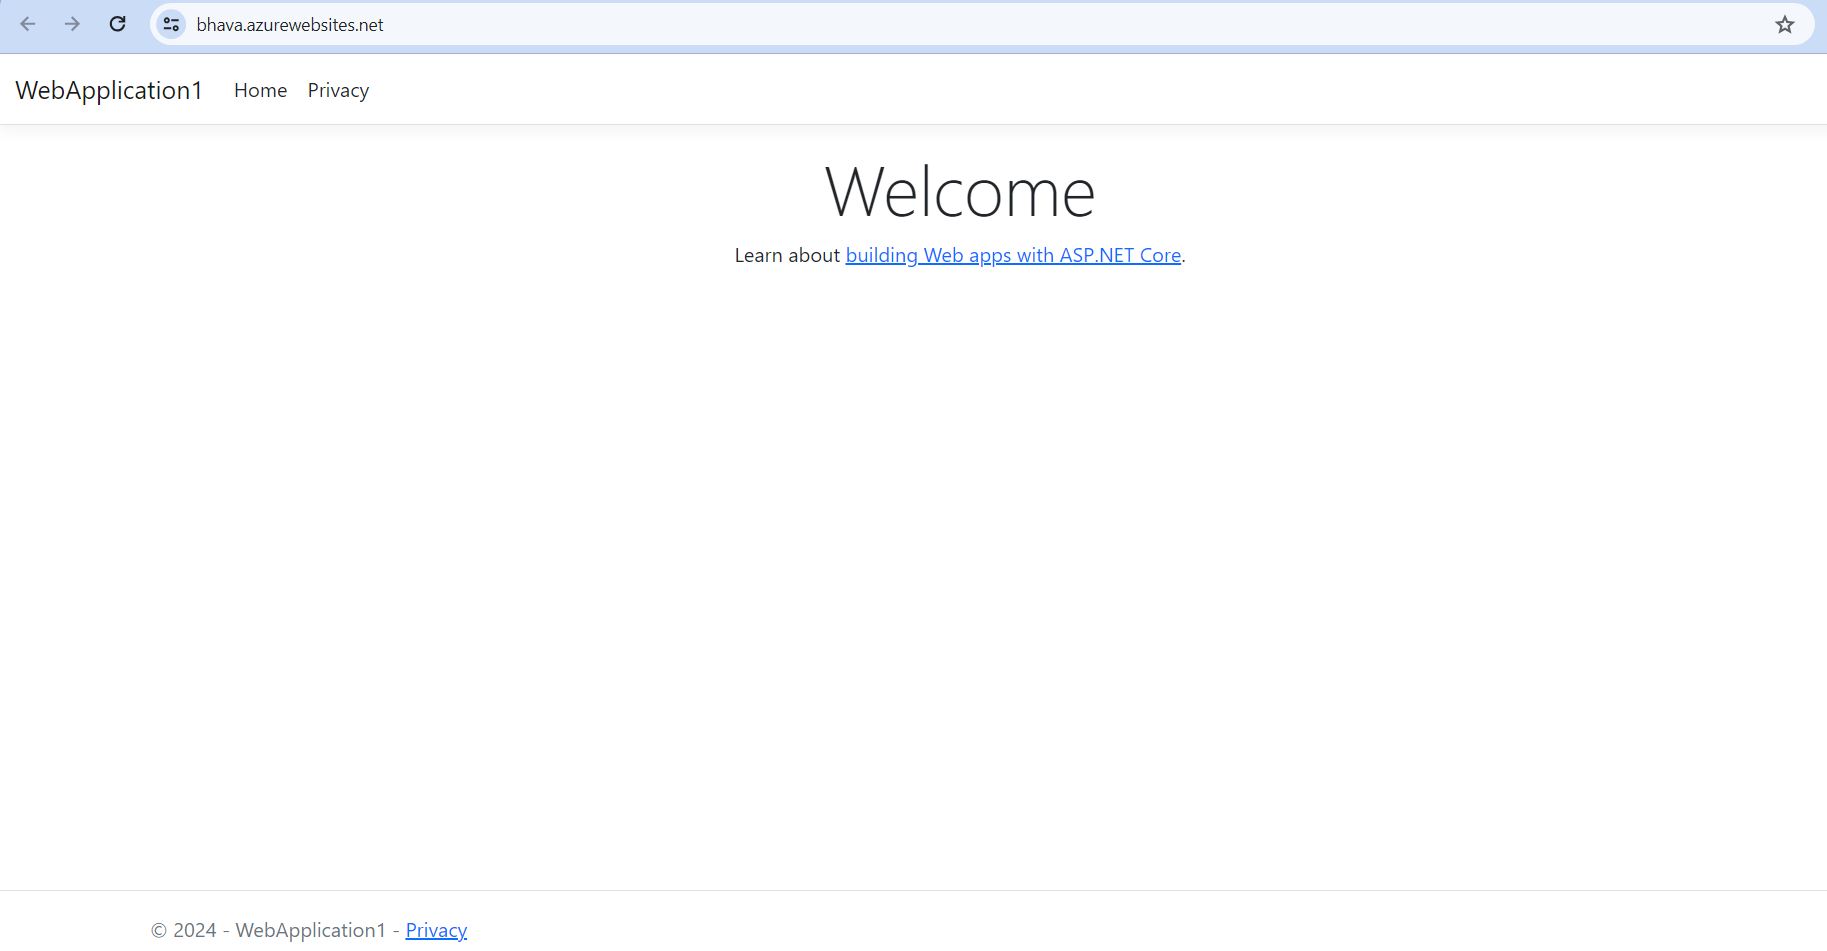 bhava.azurewebsites.net
WebApplication1 Home Privacy
Welcome
Learn about building Web apps with ASP.NET Core.
© 2024 - WebApplication1 - Privacy